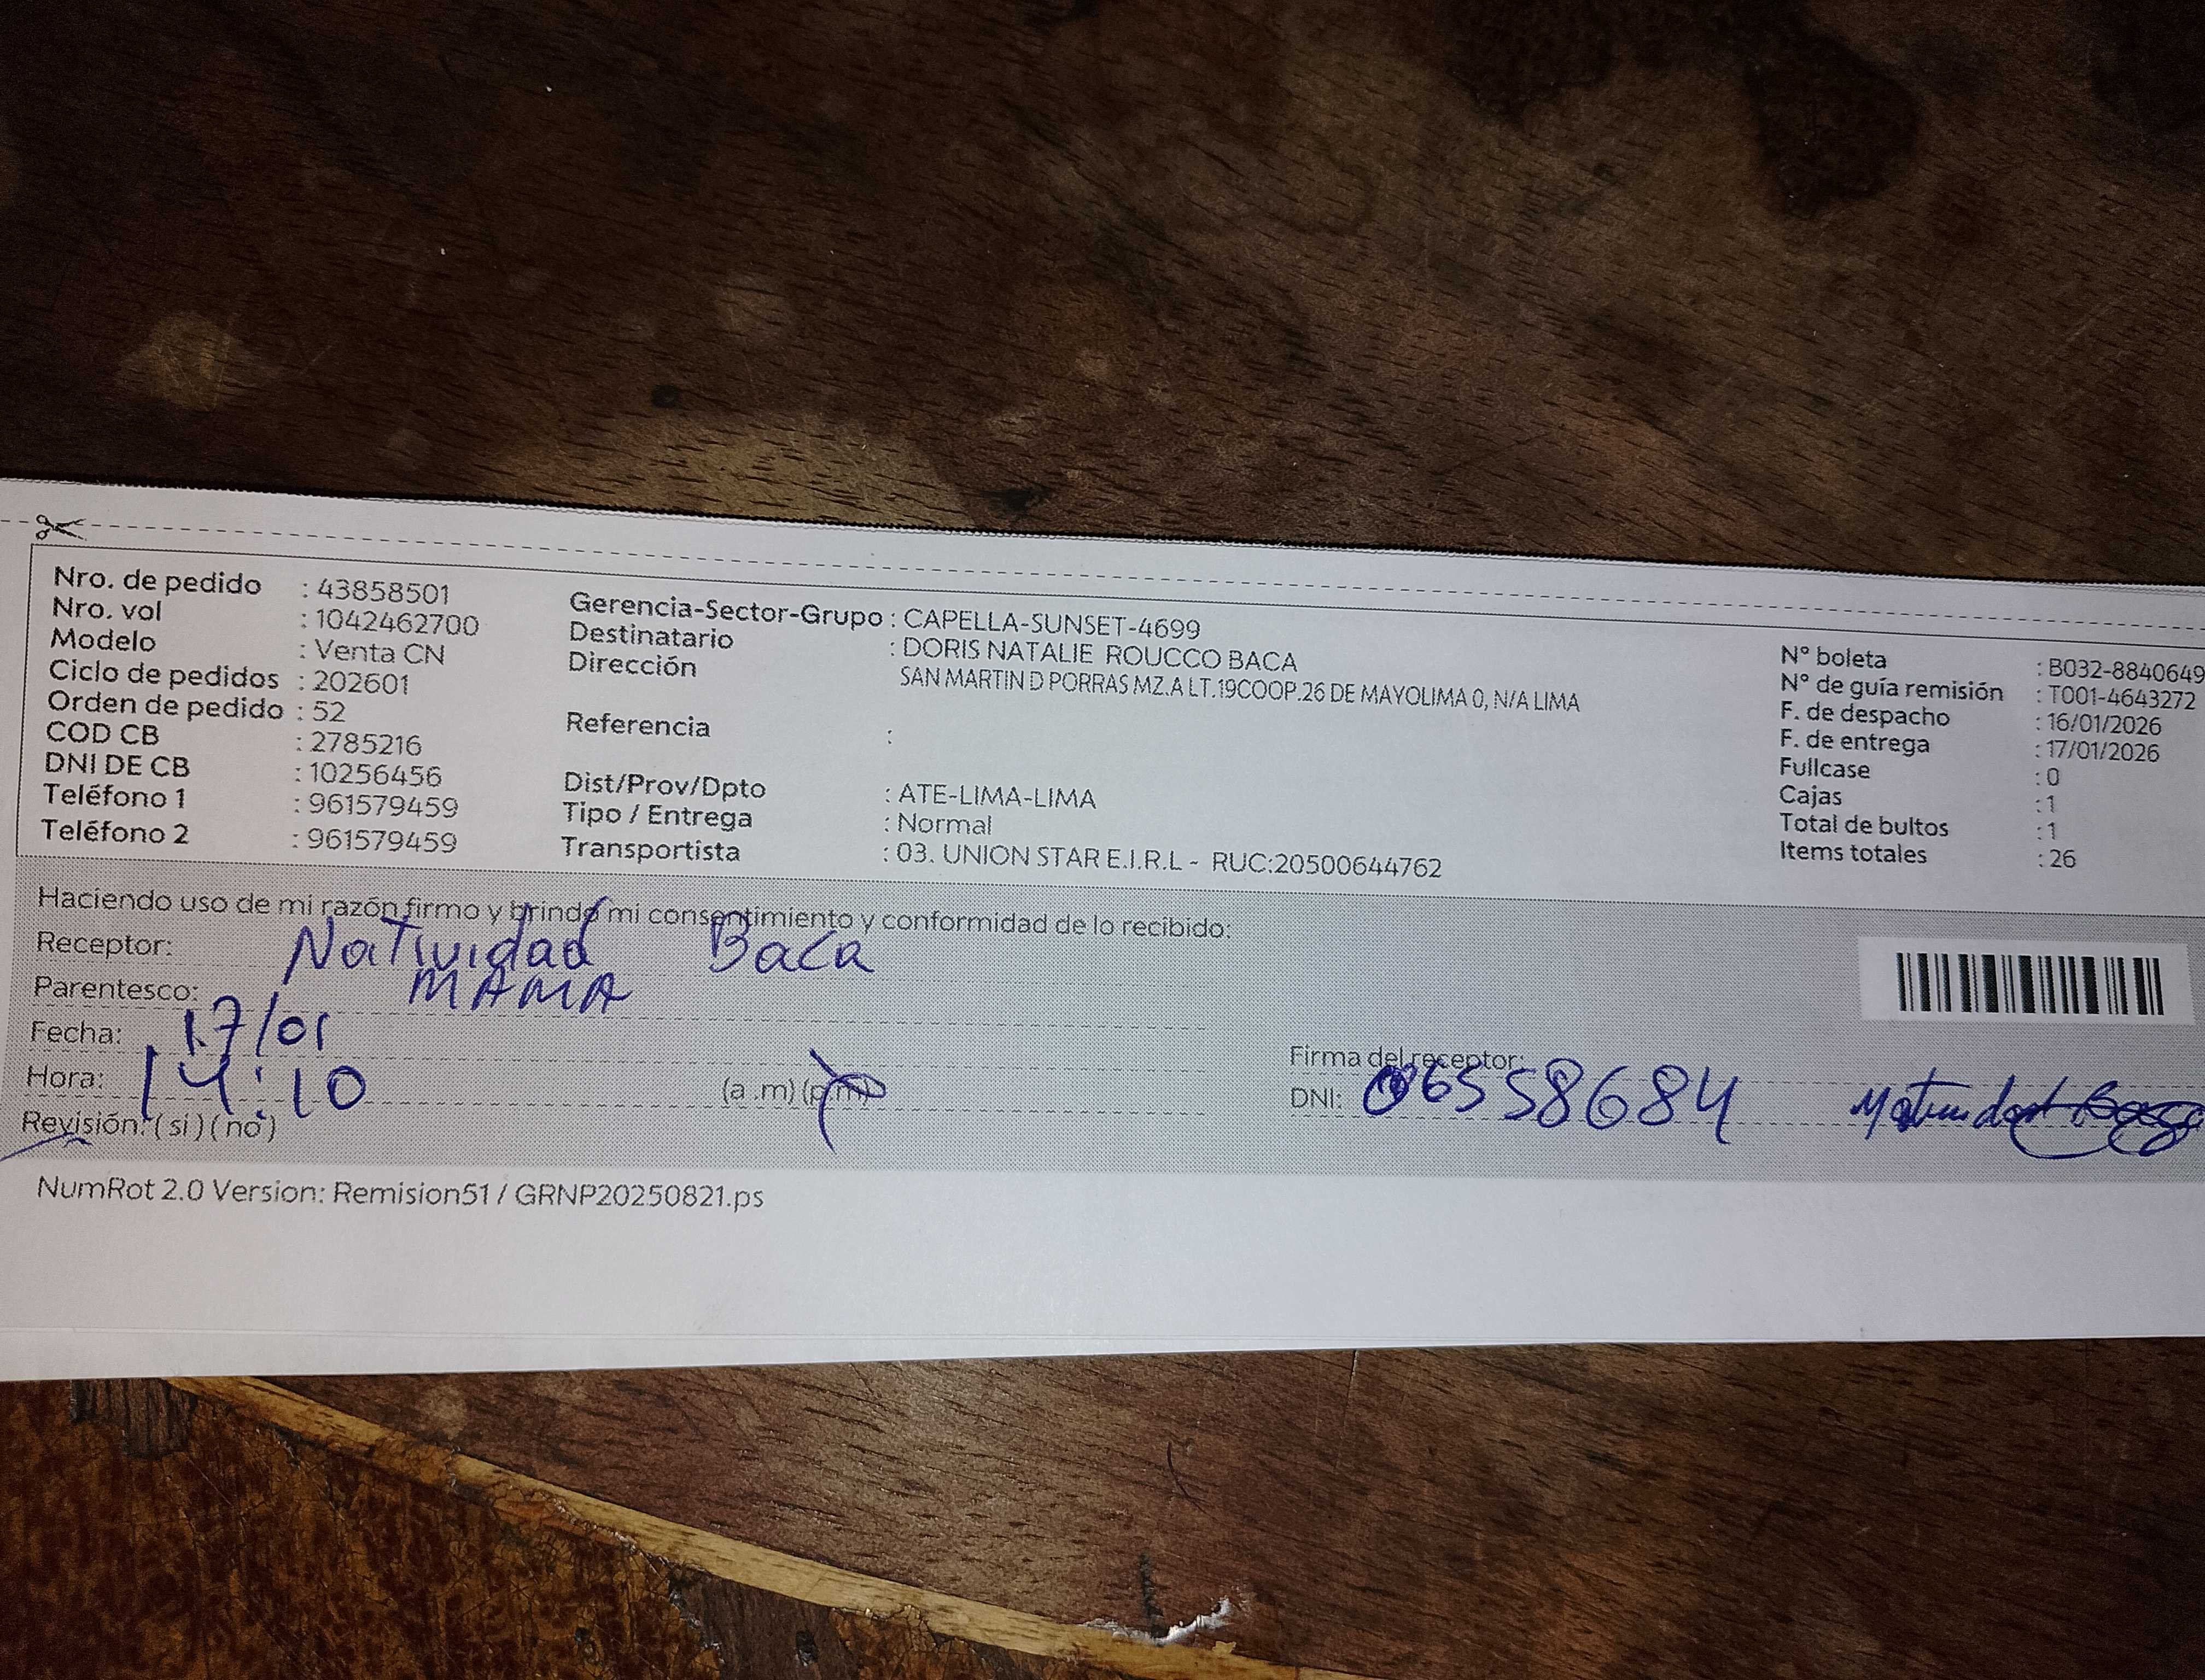 Nro. de pedido : 43858501
Nro. vol : 1042462700
Modelo : Venta CN
Ciclo de pedidos : 202601
Orden de pedido : 52
COD CB : 2785216
DNI DE CB : 10256456
Teléfono 1 : 961579459
Teléfono 2 : 961579459
Gerencia-Sector-Grupo : CAPELLA-SUNSET-4699
Destinatario : DORIS NATALIE ROUCCO BACA
Dirección
SAN MARTIN D PORRAS MZ.A LT.19COOP.26 DE MAYOLIMA 0, N/A LIMA
Referencia :
Dist/Prov/Dpto : ATE-LIMA-LIMA
Tipo / Entrega : Normal
Transportista : 03. UNION STAR E.I.R.L - RUC:20500644762
N° boleta : B032-8840649
N° de guía remisión : T001-4643272
F. de despacho : 16/01/2026
F. de entrega : 17/01/2026
Fullcase : 0
Cajas : 1
Total de bultos : 1
Items totales : 26
Haciendo uso de mi razón firmo y brindo mi consentimiento y conformidad de lo recibido:
Receptor: Natividad Baca
Parentesco: MAMA
Fecha: 17/01
Hora: 14:10 (a .m) (p.m)
Revisión: ( si ) ( no )
Firma del receptor:
DNI: 06558684 Natividad Baca
NumRot 2.0 Version: Remision51 / GRNP20250821.ps